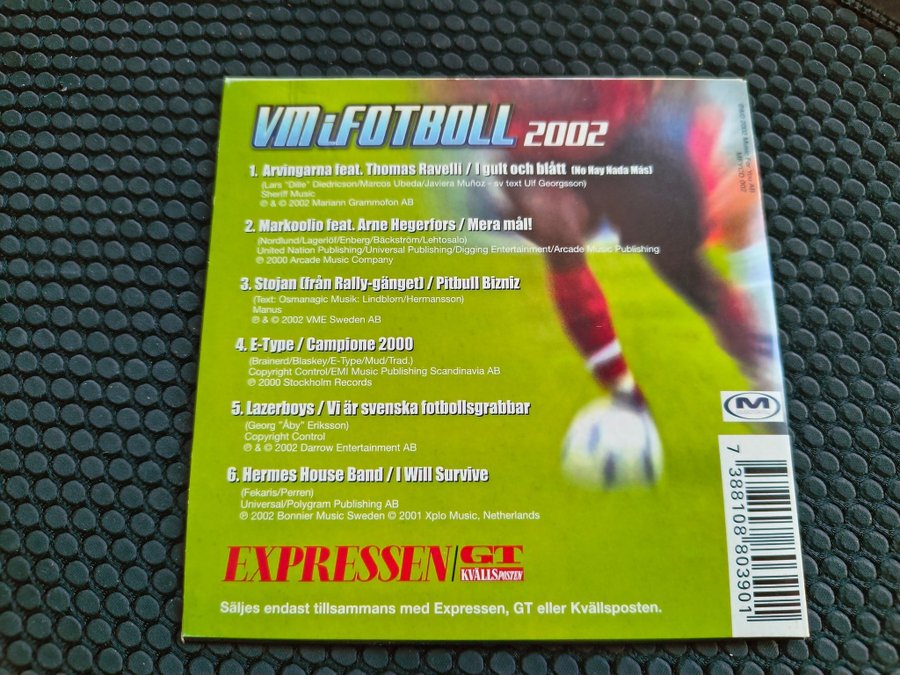 VM i FOTBOLL 2002
1. Arvingarna feat. Thomas Ravelli / I gult och blått (No Hay Nada Más)
(Lars "Dille" Diedricson/Marcos Ubeda/Javiera Muñoz - sv text Ulf Georgsson)
Sheriff Music
℗ & © 2002 Mariann Grammofon AB
2. Markoolio feat. Arne Hegerfors / Mera mål!
(Nordlund/Lagerlöf/Enberg/Bäckström/Lehtosalo)
United Nation Publishing/Universal Publishing/Digging Entertainment/Arcade Music Publishing
℗ 2000 Arcade Music Company
3. Stojan (från Rally-gänget) / Pitbull Bizniz
(Text: Osmanagic Musik: Lindblom/Hermansson)
Manus
℗ & © 2002 VME Sweden AB
4. E-Type / Campione 2000
(Brainerd/Blaskey/E-Type/Mud/Trad.)
Copyright Control/EMI Music Publishing Scandinavia AB
℗ 2000 Stockholm Records
5. Lazerboys / Vi är svenska fotbollsgrabbar
(Georg "Åby" Eriksson)
Copyright Control
℗ & © 2002 Darrow Entertainment AB
6. Hermes House Band / I Will Survive
(Fekaris/Perren)
Universal/Polygram Publishing AB
℗ 2002 Bonnier Music Sweden © 2001 Xplo Music, Netherlands
EXPRESSEN/GT
KVÄLLSPOSTEN
Säljes endast tillsammans med Expressen, GT eller Kvällsposten.
M
7 388108 803901